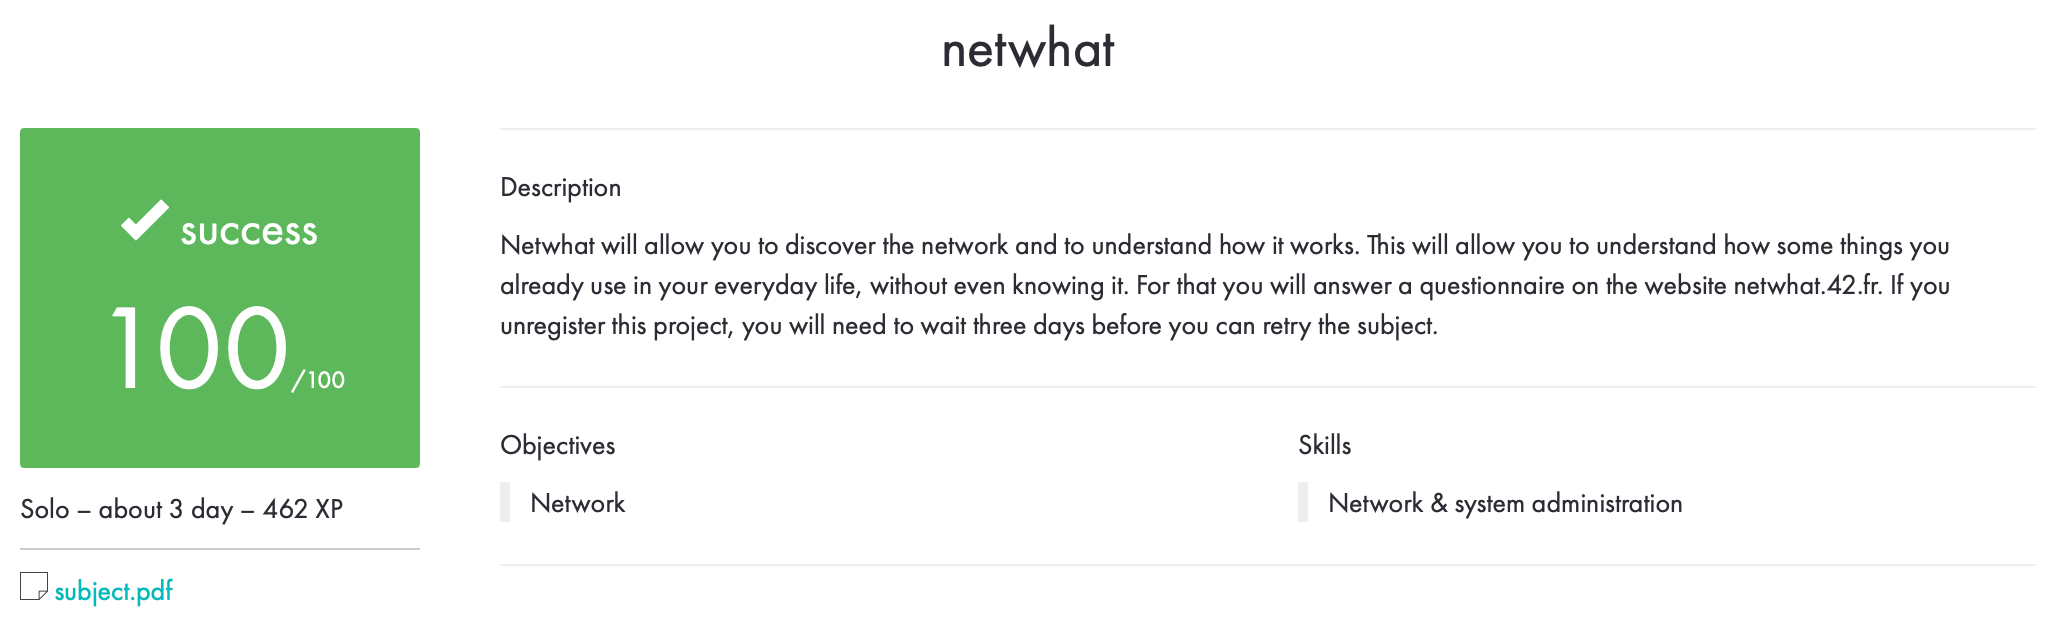 netwhat
success
100/100
Solo – about 3 day – 462 XP
subject.pdf
Description
Netwhat will allow you to discover the network and to understand how it works. This will allow you to understand how some things you
already use in your everyday life, without even knowing it. For that you will answer a questionnaire on the website netwhat.42.fr. If you
unregister this project, you will need to wait three days before you can retry the subject.
Objectives
Network
Skills
Network & system administration